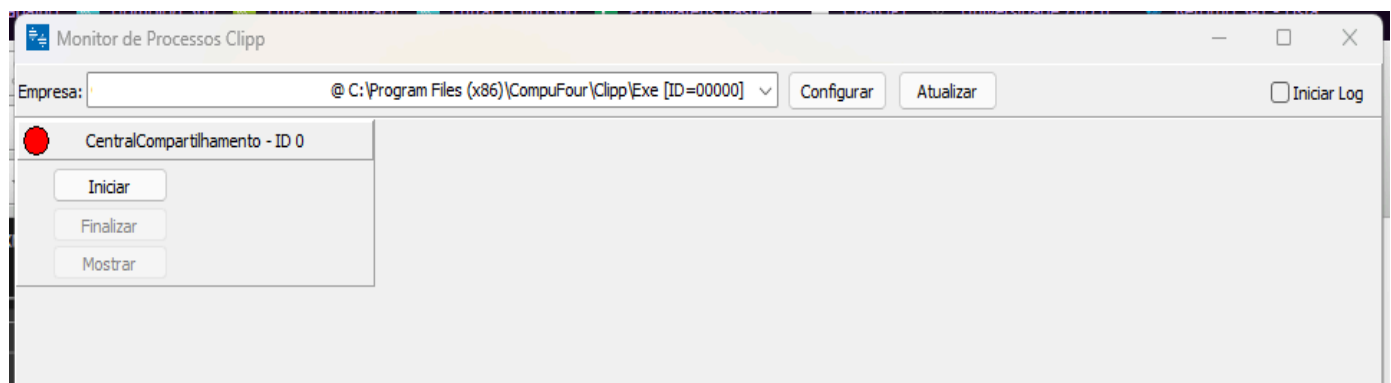 Monitor de Processos Clipp
Empresa: @ C:\Program Files (x86)\CompuFour\Clipp\Exe [ID=00000] Configurar Atualizar Iniciar Log
CentralCompartilhamento - ID 0
Iniciar
Finalizar
Mostrar